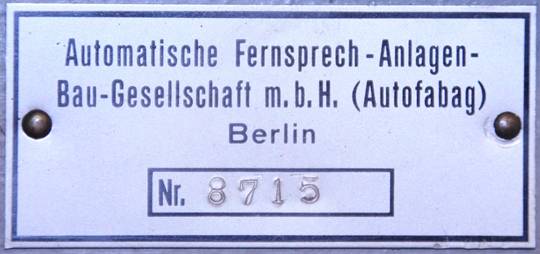 Automatische Fernsprech-Anlagen-
Bau-Gesellschaft m.b.H. (Autofabag)
Berlin
Nr. 8715